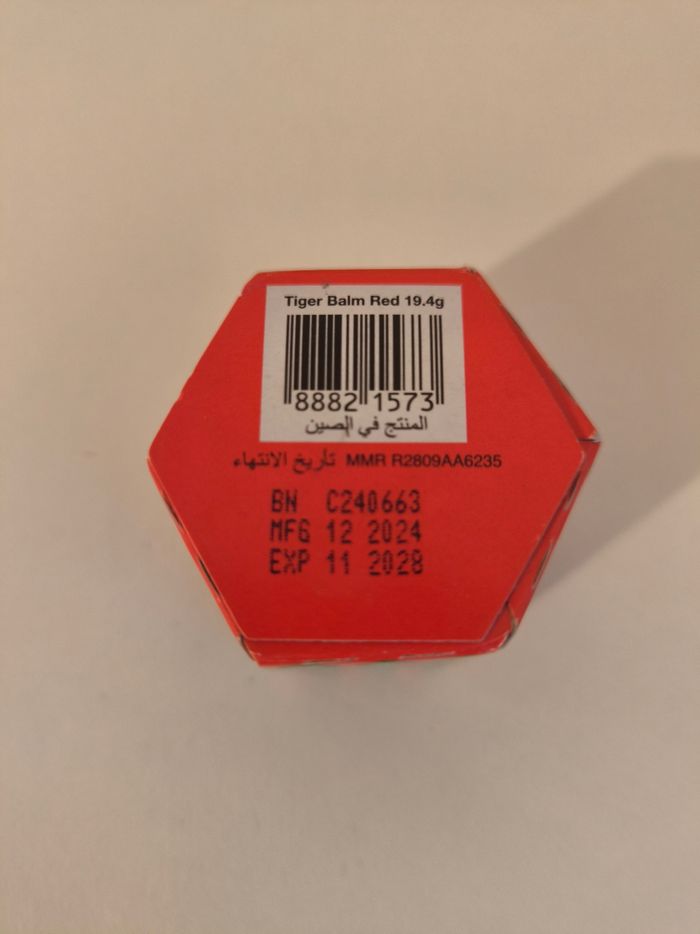 Tiger Balm Red 19.4g
8882 1573
المنتج في الصين
تأريخ الانتهاء MMR R2809AA6235
BN C240663
MFG 12 2024
EXP 11 2028